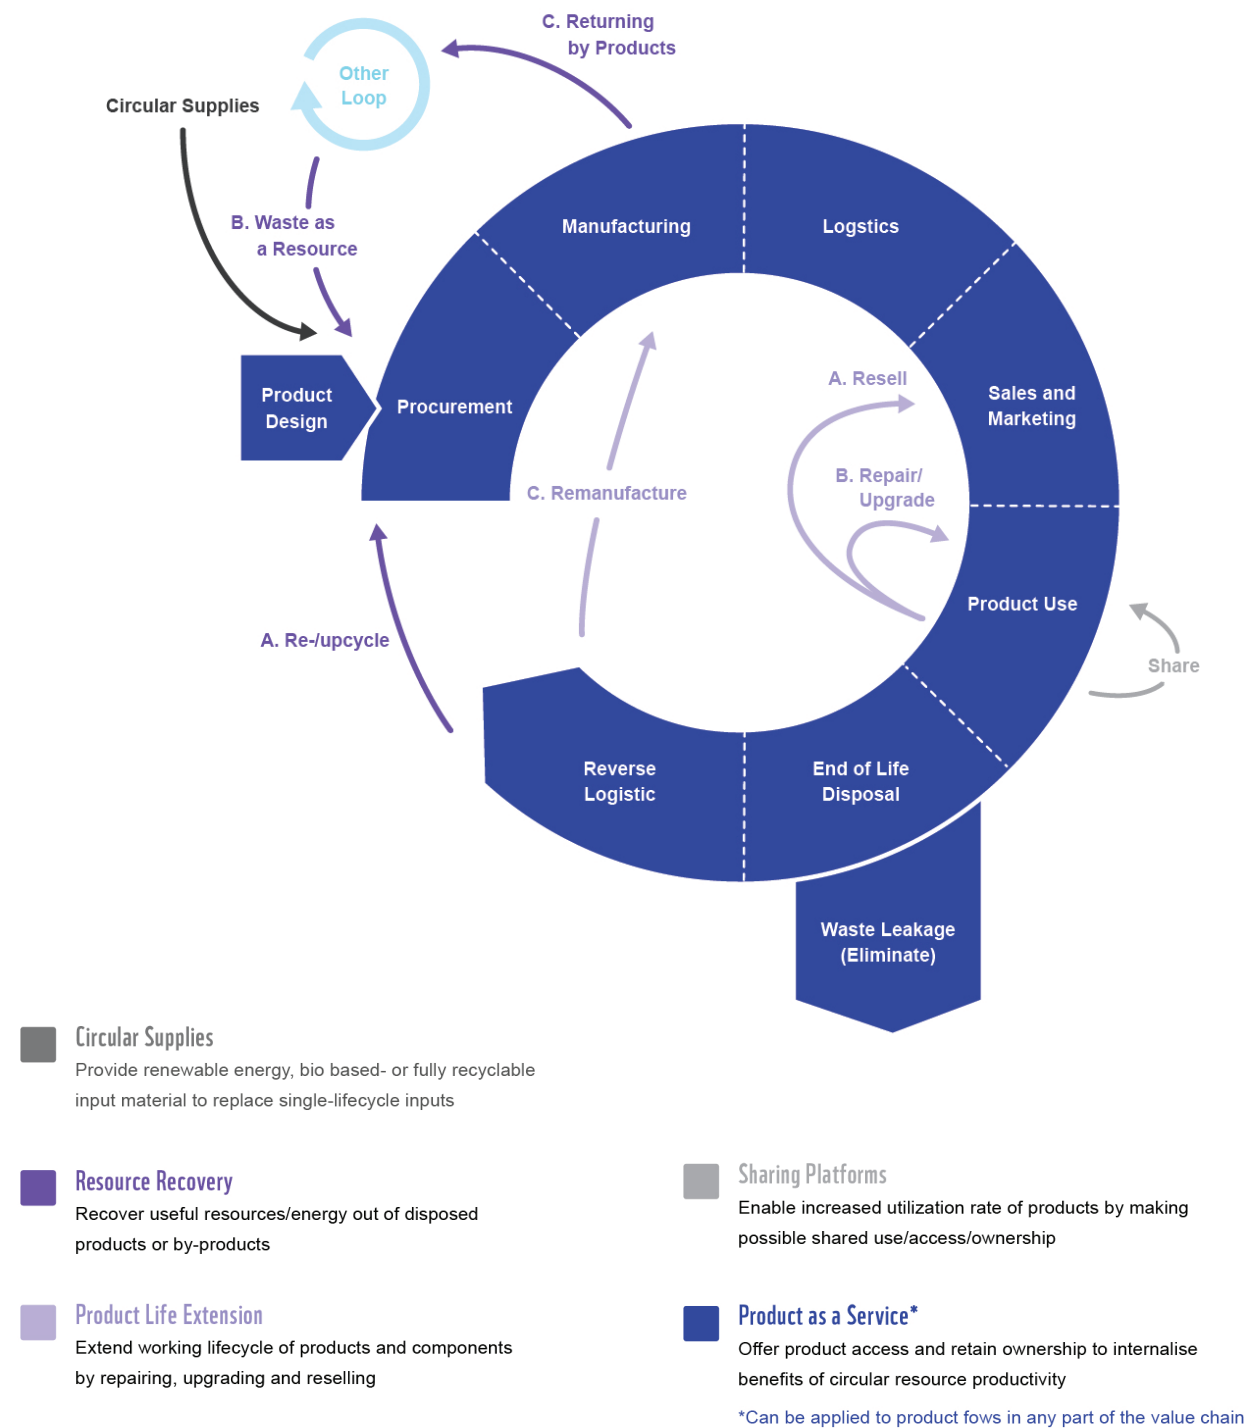 C. Returning
by Products
Other
Loop
Circular Supplies
B. Waste as
a Resource
Manufacturing
Logstics
Product
Design
Procurement
A. Resell
Sales and
Marketing
B. Repair/
Upgrade
C. Remanufacture
Product Use
A. Re-/upcycle
Share
Reverse
Logistic
End of Life
Disposal
Waste Leakage
(Eliminate)
Circular Supplies
Provide renewable energy, bio based- or fully recyclable
input material to replace single-lifecycle inputs
Resource Recovery
Recover useful resources/energy out of disposed
products or by-products
Product Life Extension
Extend working lifecycle of products and components
by repairing, upgrading and reselling
Sharing Platforms
Enable increased utilization rate of products by making
possible shared use/access/ownership
Product as a Service*
Offer product access and retain ownership to internalise
benefits of circular resource productivity
*Can be applied to product fows in any part of the value chain